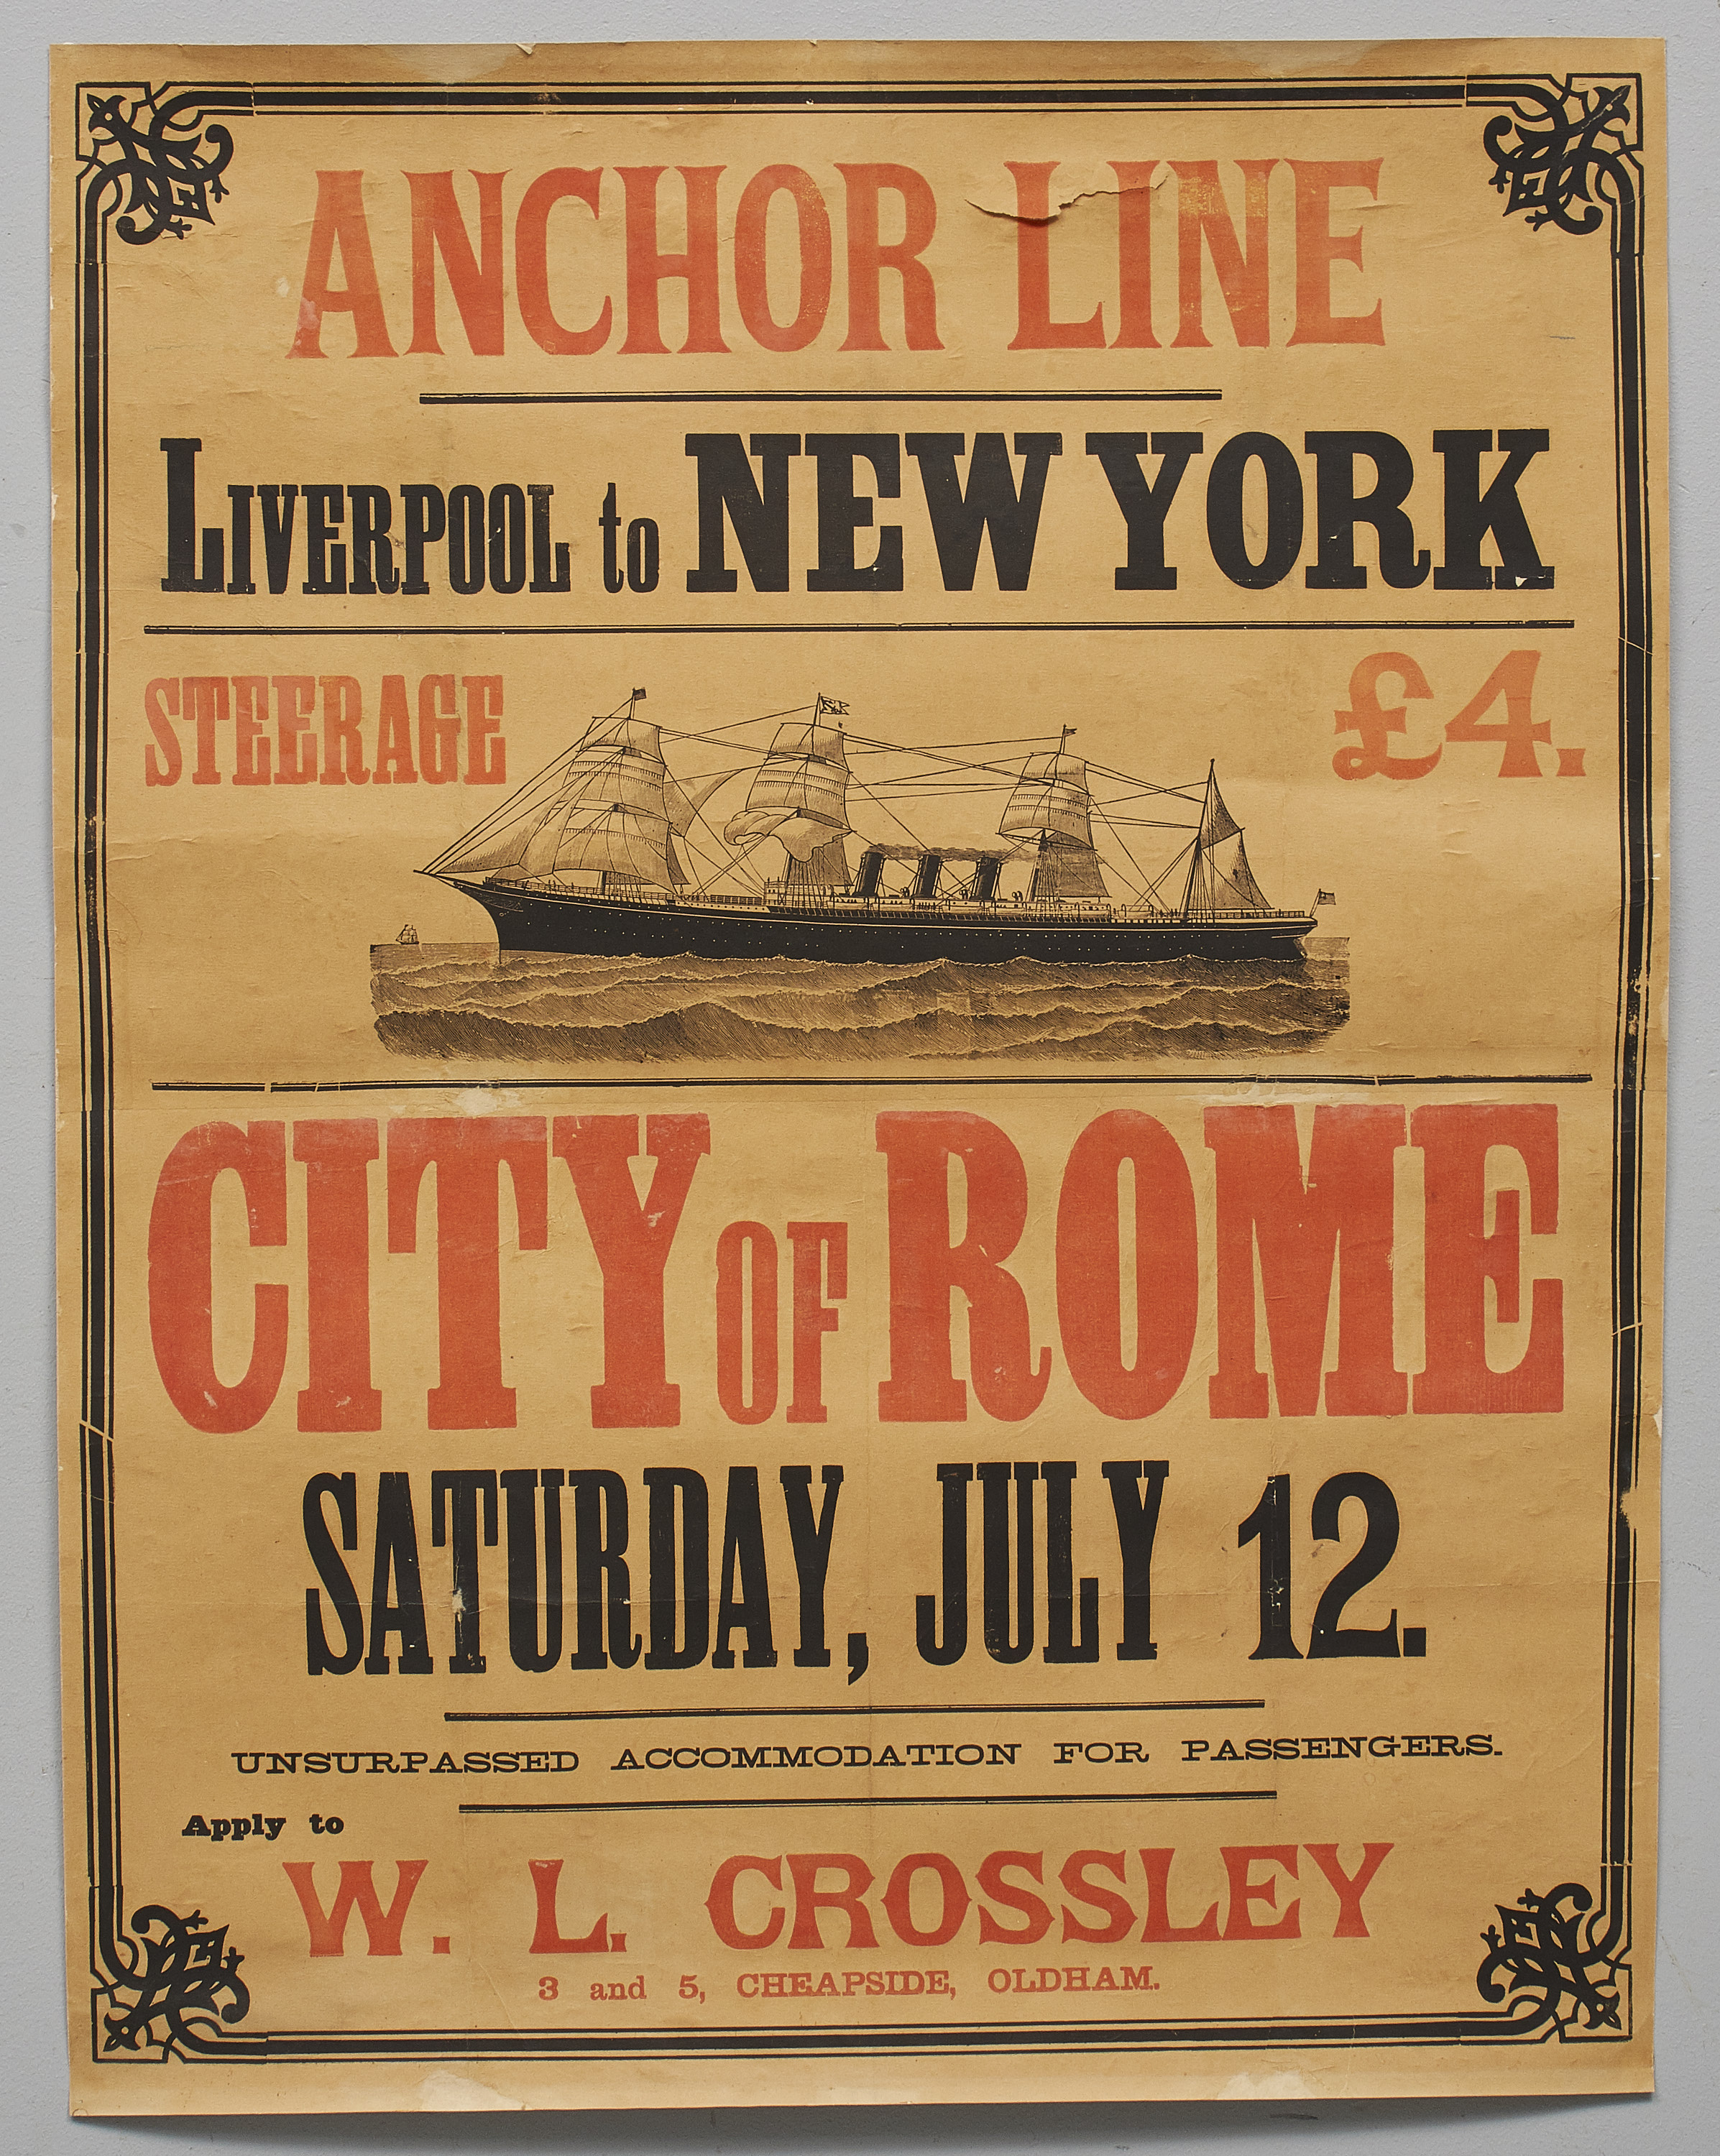 ANCHOR LINE
LIVERPOOL to NEW YORK
STEERAGE £4.
CITY OF ROME
SATURDAY, JULY 12.
UNSURPASSED ACCOMMODATION FOR PASSENGERS.
Apply to
W. L. CROSSLEY
3 and 5, CHEAPSIDE, OLDHAM.